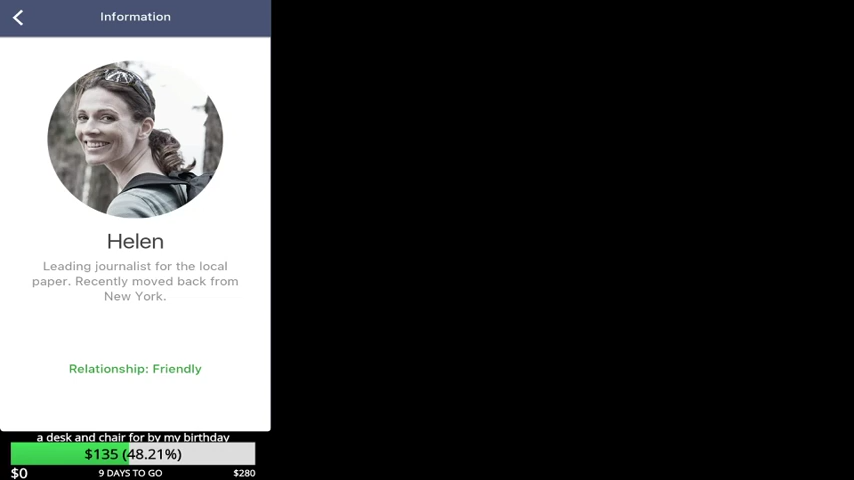 Information
Helen
Leading journalist for the local
paper. Recently moved back from
New York.
Relationship: Friendly
a desk and chair for by my birthday
$135 (48.21%)
$0
9 DAYS TO GO
$280